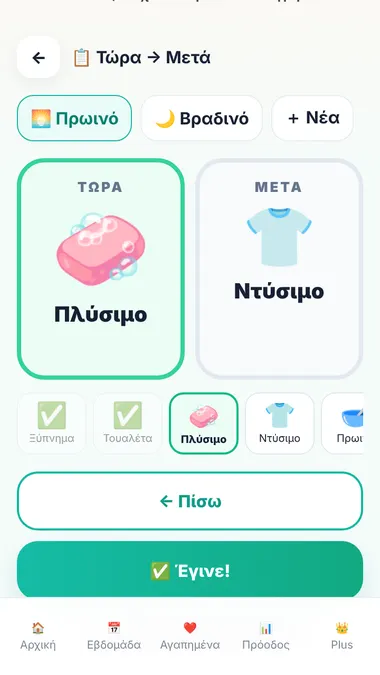 ← 📋 Τώρα → Μετά
🌅 Πρωινό 🌙 Βραδινό + Νέα
ΤΩΡΑ
Πλύσιμο
ΜΕΤΑ
Ντύσιμο
Ξύπνημα Τουαλέτα Πλύσιμο Ντύσιμο Πρωι
← Πίσω
✅ Έγινε!
Αρχική Εβδομάδα Αγαπημένα Πρόοδος Plus